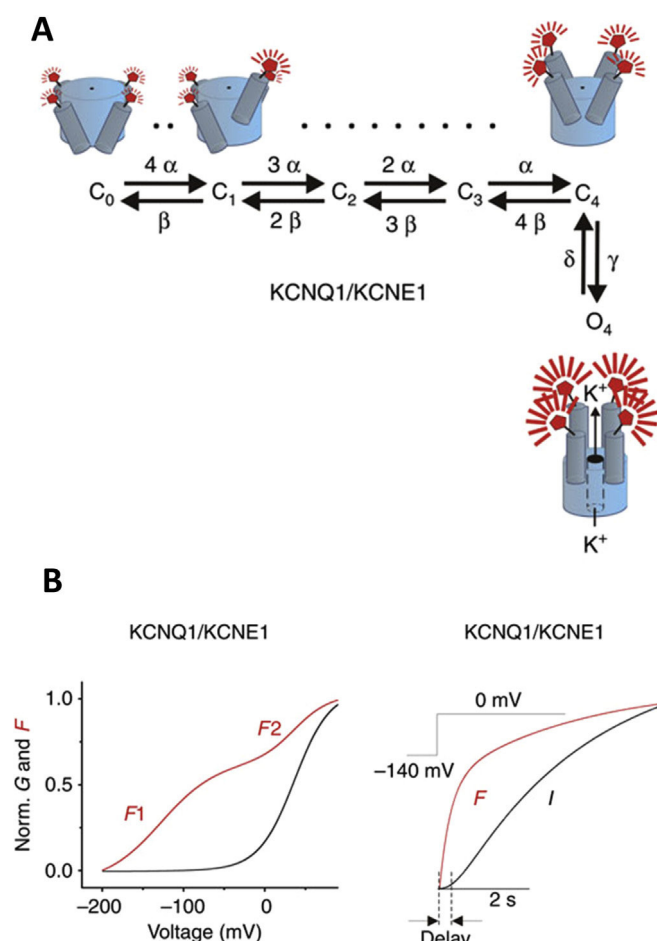 A
4 α
3 α
2 α
α
C0
C1
C2
C3
C4
β
2 β
3 β
4 β
δ
γ
KCNQ1/KCNE1
O4
K+
K+
B
KCNQ1/KCNE1
KCNQ1/KCNE1
Norm. G and F
1.0
0.5
0.0
F1
F2
−200
−100
0
Voltage (mV)
0 mV
−140 mV
F
I
2 s
Delay